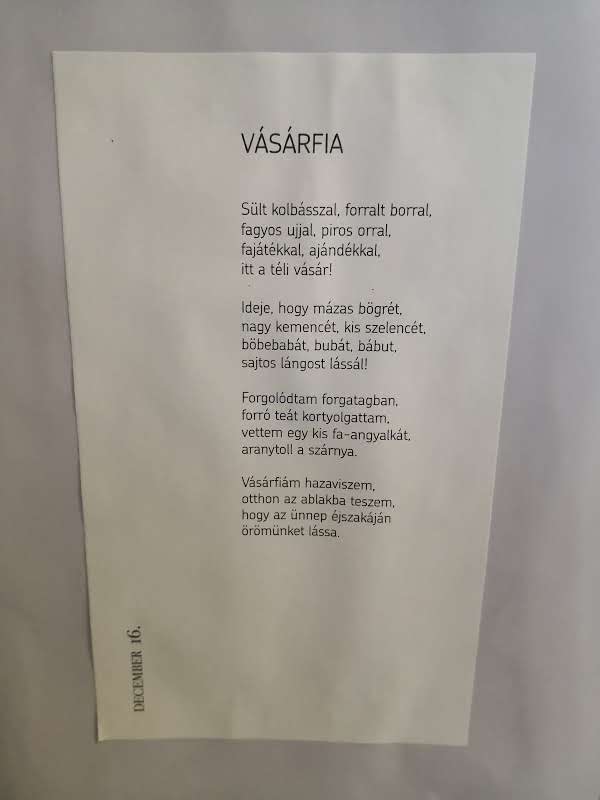 VÁSÁRFIA
Sült kolbásszal, forralt borral,
fagyos ujjal, piros orral,
fajátékkal, ajándékkal,
itt a téli vásár!
Ideje, hogy mázas bögrét,
nagy kemencét, kis szelencét,
böbebabát, bubát, bábut,
sajtos lángost lássál!
Forgolódtam forgatagban,
forró teát kortyolgattam,
vettem egy kis fa-angyalkát,
aranytoll a szárnya.
Vásárfiám hazaviszem,
otthon az ablakba teszem,
hogy az ünnep éjszakáján
örömünket lássa.
DECEMBER 16.